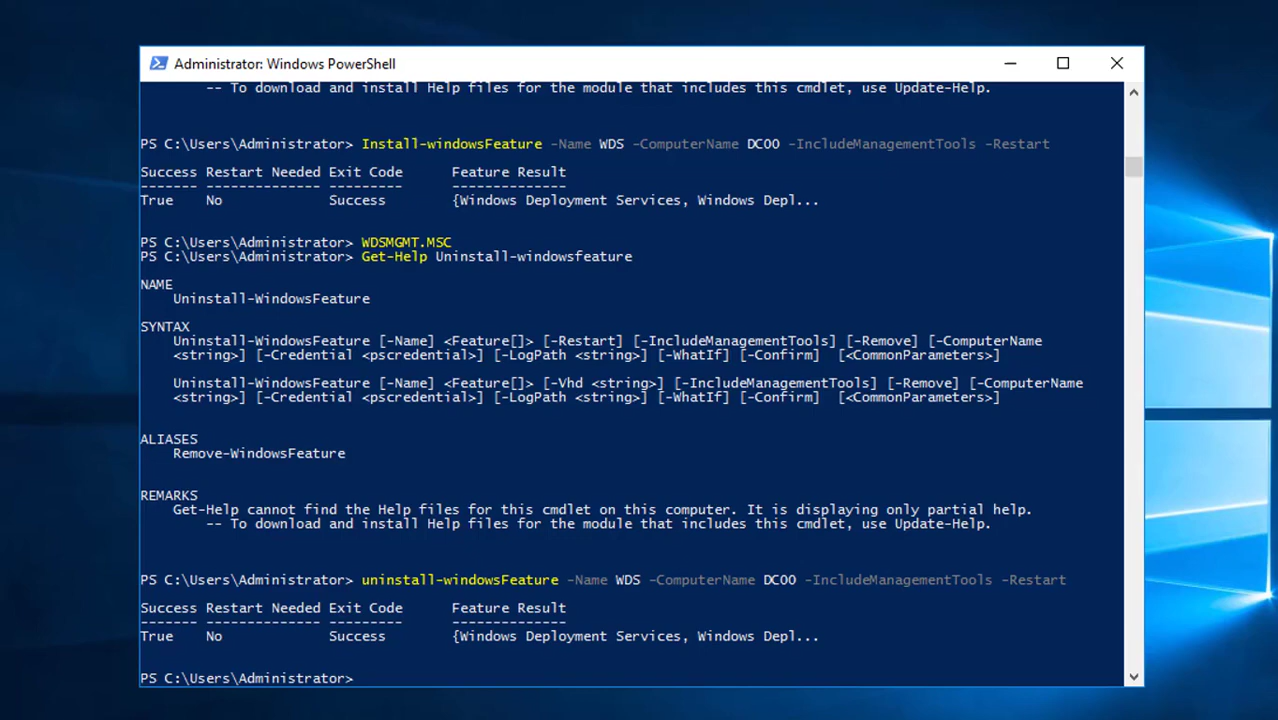 Administrator: Windows PowerShell
-- To download and install Help files for the module that includes this cmdlet, use Update-Help.
PS C:\Users\Administrator> Install-windowsFeature -Name WDS -ComputerName DC00 -IncludeManagementTools -Restart
Success Restart Needed Exit Code      Feature Result
------- -------------- ---------      --------------
True    No             Success        {Windows Deployment Services, Windows Depl...
PS C:\Users\Administrator> WDSMGMT.MSC
PS C:\Users\Administrator> Get-Help Uninstall-windowsfeature
NAME
Uninstall-WindowsFeature
SYNTAX
Uninstall-WindowsFeature [-Name] <Feature[]> [-Restart] [-IncludeManagementTools] [-Remove] [-ComputerName
<string>] [-Credential <pscredential>] [-LogPath <string>] [-WhatIf] [-Confirm]  [<CommonParameters>]
Uninstall-WindowsFeature [-Name] <Feature[]> [-Vhd <string>] [-IncludeManagementTools] [-Remove] [-ComputerName
<string>] [-Credential <pscredential>] [-LogPath <string>] [-WhatIf] [-Confirm]  [<CommonParameters>]
ALIASES
Remove-WindowsFeature
REMARKS
Get-Help cannot find the Help files for this cmdlet on this computer. It is displaying only partial help.
-- To download and install Help files for the module that includes this cmdlet, use Update-Help.
PS C:\Users\Administrator> uninstall-windowsFeature -Name WDS -ComputerName DC00 -IncludeManagementTools -Restart
Success Restart Needed Exit Code      Feature Result
------- -------------- ---------      --------------
True    No             Success        {Windows Deployment Services, Windows Depl...
PS C:\Users\Administrator>